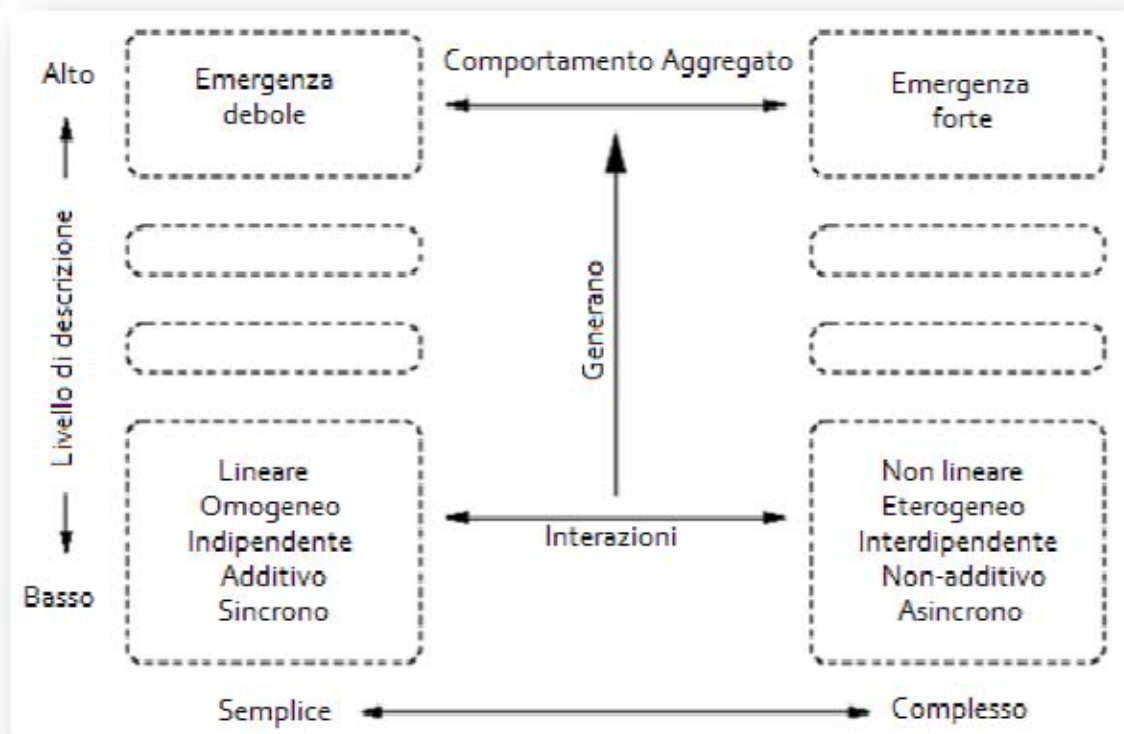 Alto
Emergenza
debole
Comportamento Aggregato
Emergenza
forte
Livello di descrizione
Generano
Lineare
Omogeneo
Indipendente
Additivo
Sincrono
Interazioni
Non lineare
Eterogeneo
Interdipendente
Non-additivo
Asincrono
Basso
Semplice
Complesso